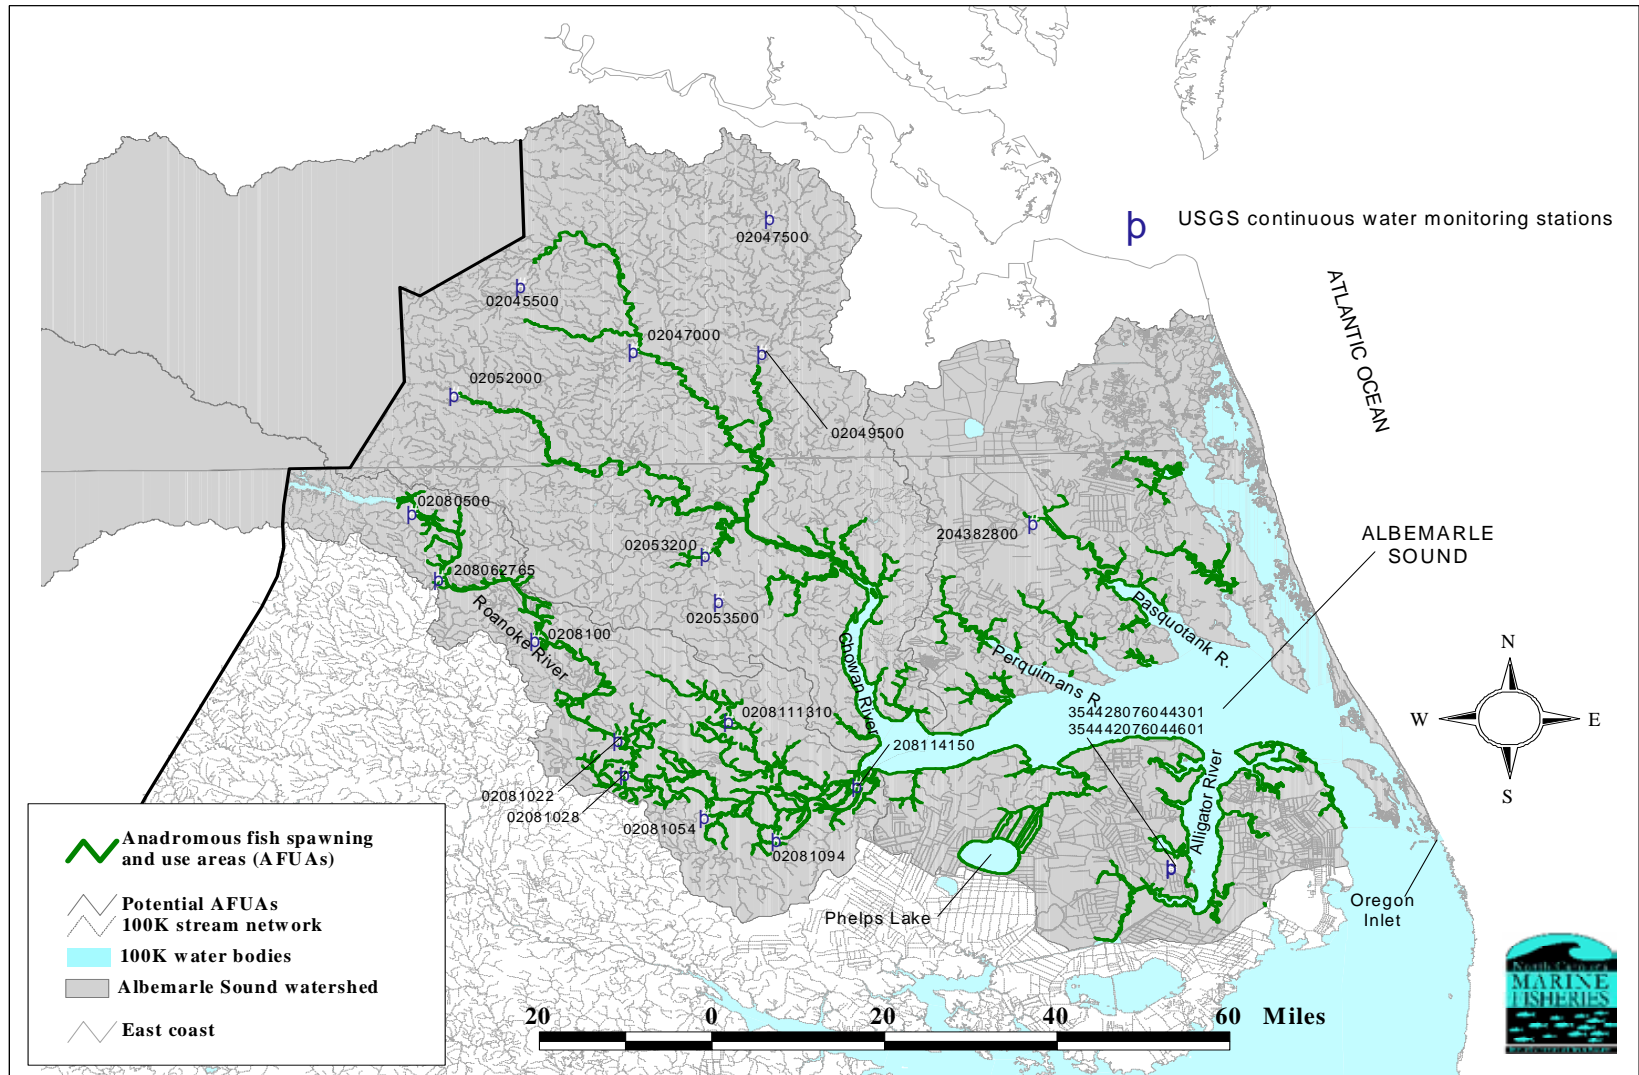 þ USGS continuous water monitoring stations
ATLANTIC OCEAN
02047500
02045500
02047000
02052000
02049500
02080500
204382800
02053200
208062765
ALBEMARLE
SOUND
02053500
0208100
Roanoke River
Chowan River
Perquimans R.
Pasquotank R.
0208111310
354428076044301
354442076044601
208114150
Alligator River
02081022
02081028
02081054
02081094
Phelps Lake
Oregon
Inlet
N
W
E
S
Anadromous fish spawning
and use areas (AFUAs)
Potential AFUAs
100K stream network
100K water bodies
Albemarle Sound watershed
East coast
20 0 20 40 60 Miles
North Carolina
MARINE
FISHERIES